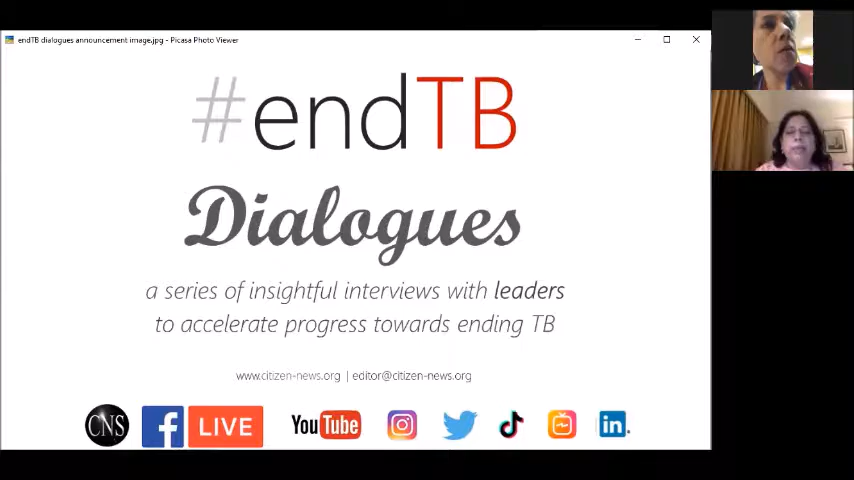 endTB dialogues announcement image.jpg - Picasa Photo Viewer
#endTB
Dialogues
a series of insightful interviews with leaders
to accelerate progress towards ending TB
www.citizen-news.org | editor@citizen-news.org
CNS f LIVE YouTube in.